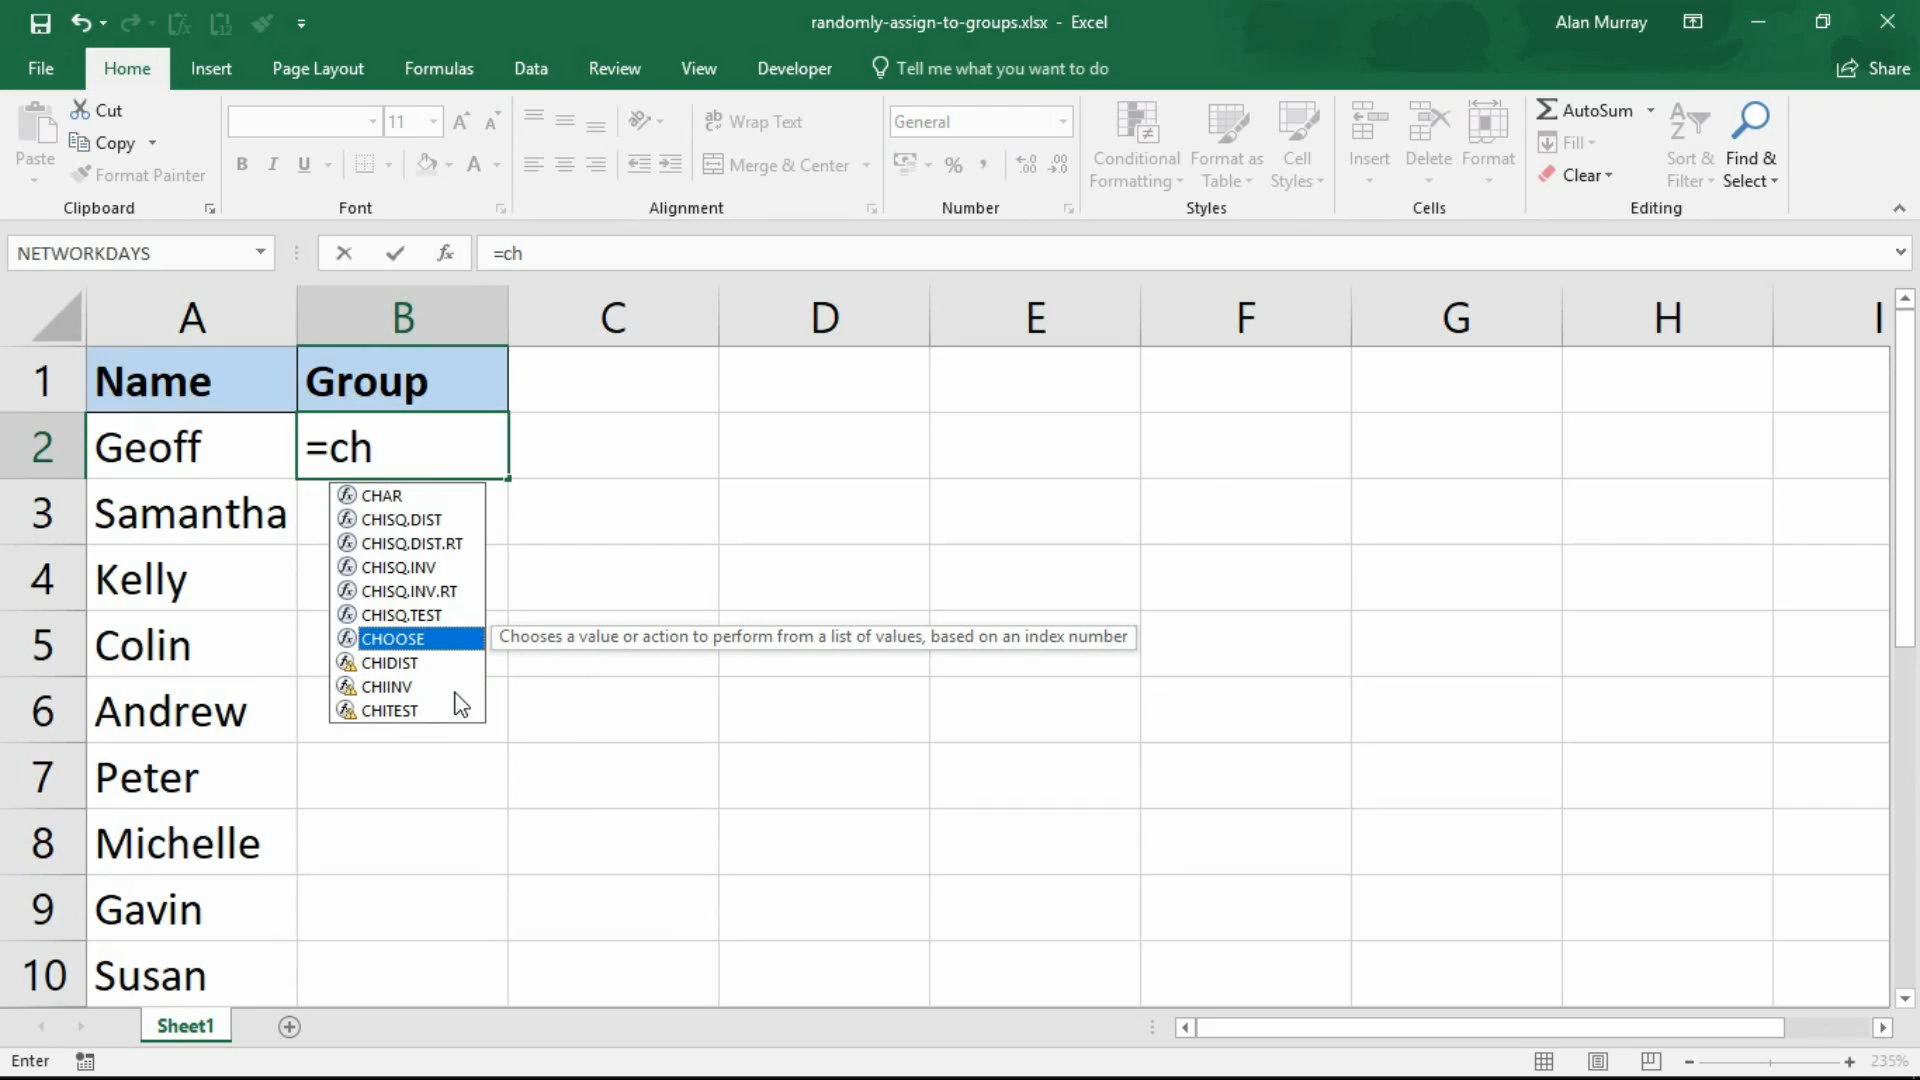 randomly-assign-to-groups.xlsx - Excel
Alan Murray
File Home Insert Page Layout Formulas Data Review View Developer Tell me what you want to do Share
Paste
Cut
Copy
Format Painter
Clipboard
11
B I U A
Font
Wrap Text
Merge & Center
Alignment
General
%
Number
Conditional Formatting
Format as Table
Cell Styles
Styles
Insert
Delete
Format
Cells
AutoSum
Fill
Clear
Sort & Filter
Find & Select
Editing
NETWORKDAYS fx =ch
A B C D E F G H I
1 Name Group
2 Geoff =ch
3 Samantha
4 Kelly
5 Colin
6 Andrew
7 Peter
8 Michelle
9 Gavin
10 Susan
CHAR
CHISQ.DIST
CHISQ.DIST.RT
CHISQ.INV
CHISQ.INV.RT
CHISQ.TEST
CHOOSE Chooses a value or action to perform from a list of values, based on an index number
CHIDIST
CHIINV
CHITEST
Sheet1
Enter
235%